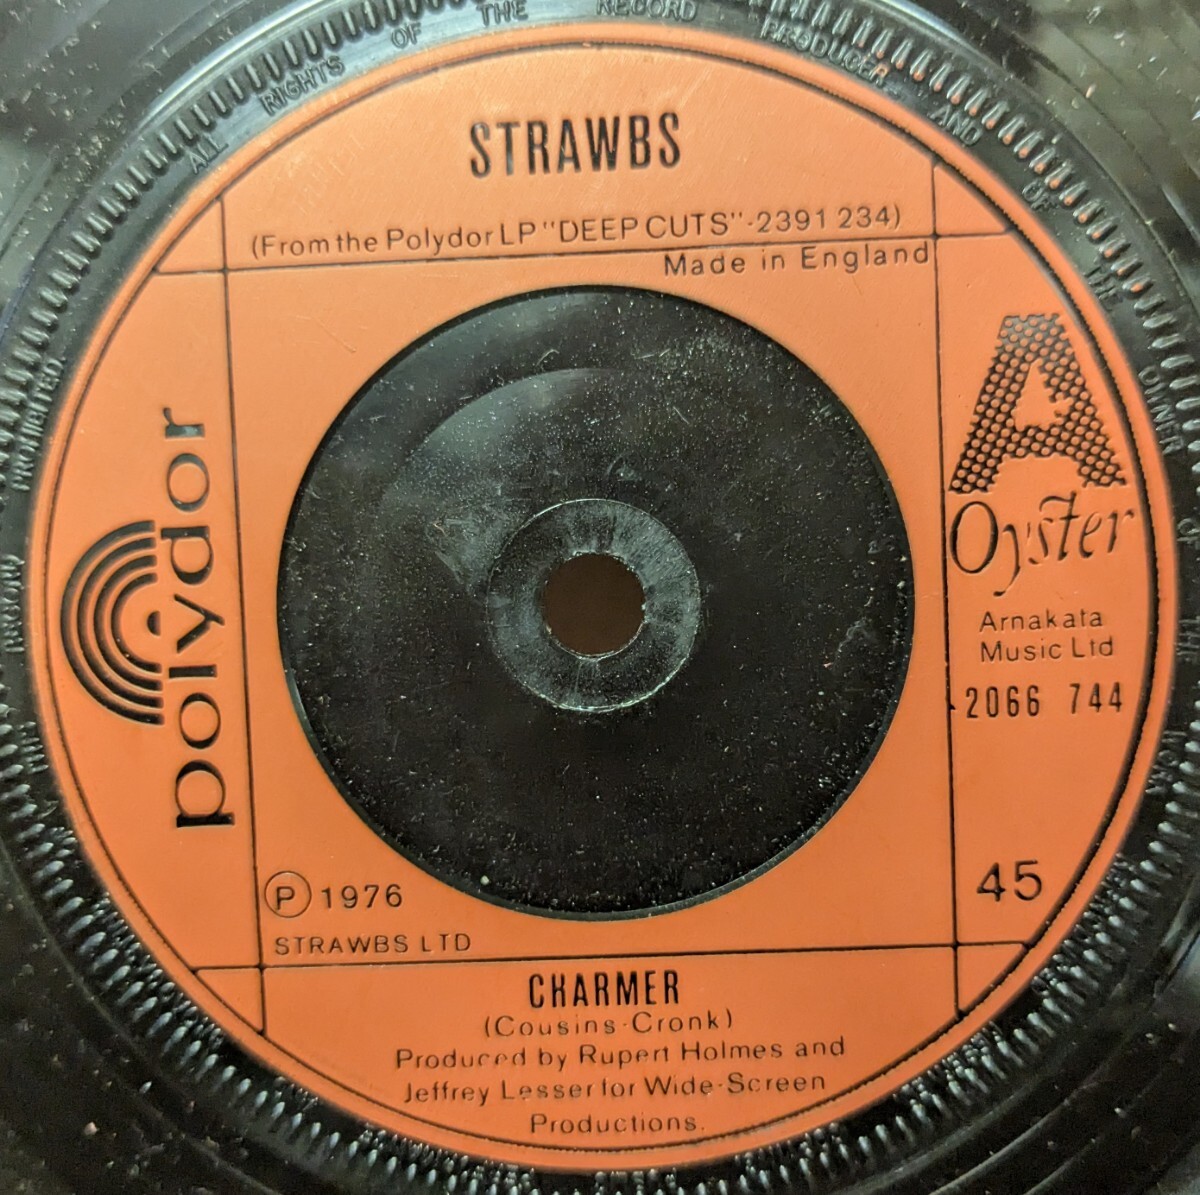 ALL RIGHTS OF THE RECORD PRODUCER AND OF THE OWNER
PROHIBITED
STRAWBS
(From the Polydor LP "DEEP CUTS"-2391 234)
Made in England
polydor
A
Oyster
Arnakata
Music Ltd
2066 744
45
Ⓟ 1976
STRAWBS LTD
CHARMER
(Cousins-Cronk)
Produced by Rupert Holmes and
Jeffrey Lesser for Wide-Screen
Productions.